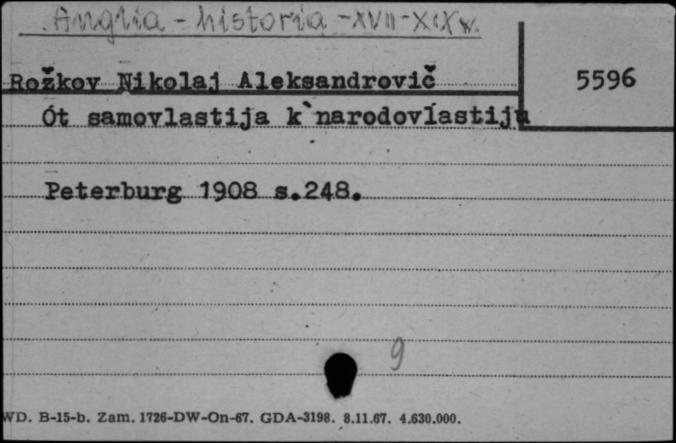 Anglia - historia - XVII-XIX w.
Rožkov Nikolaj Aleksandrovič
5596
Ot samovlastija k`narodovlastiju
Peterburg 1908 s.248.
9
WD. B-15-b. Zam. 1726-DW-On-67. GDA-3198. 8.11.67. 4.630.000.